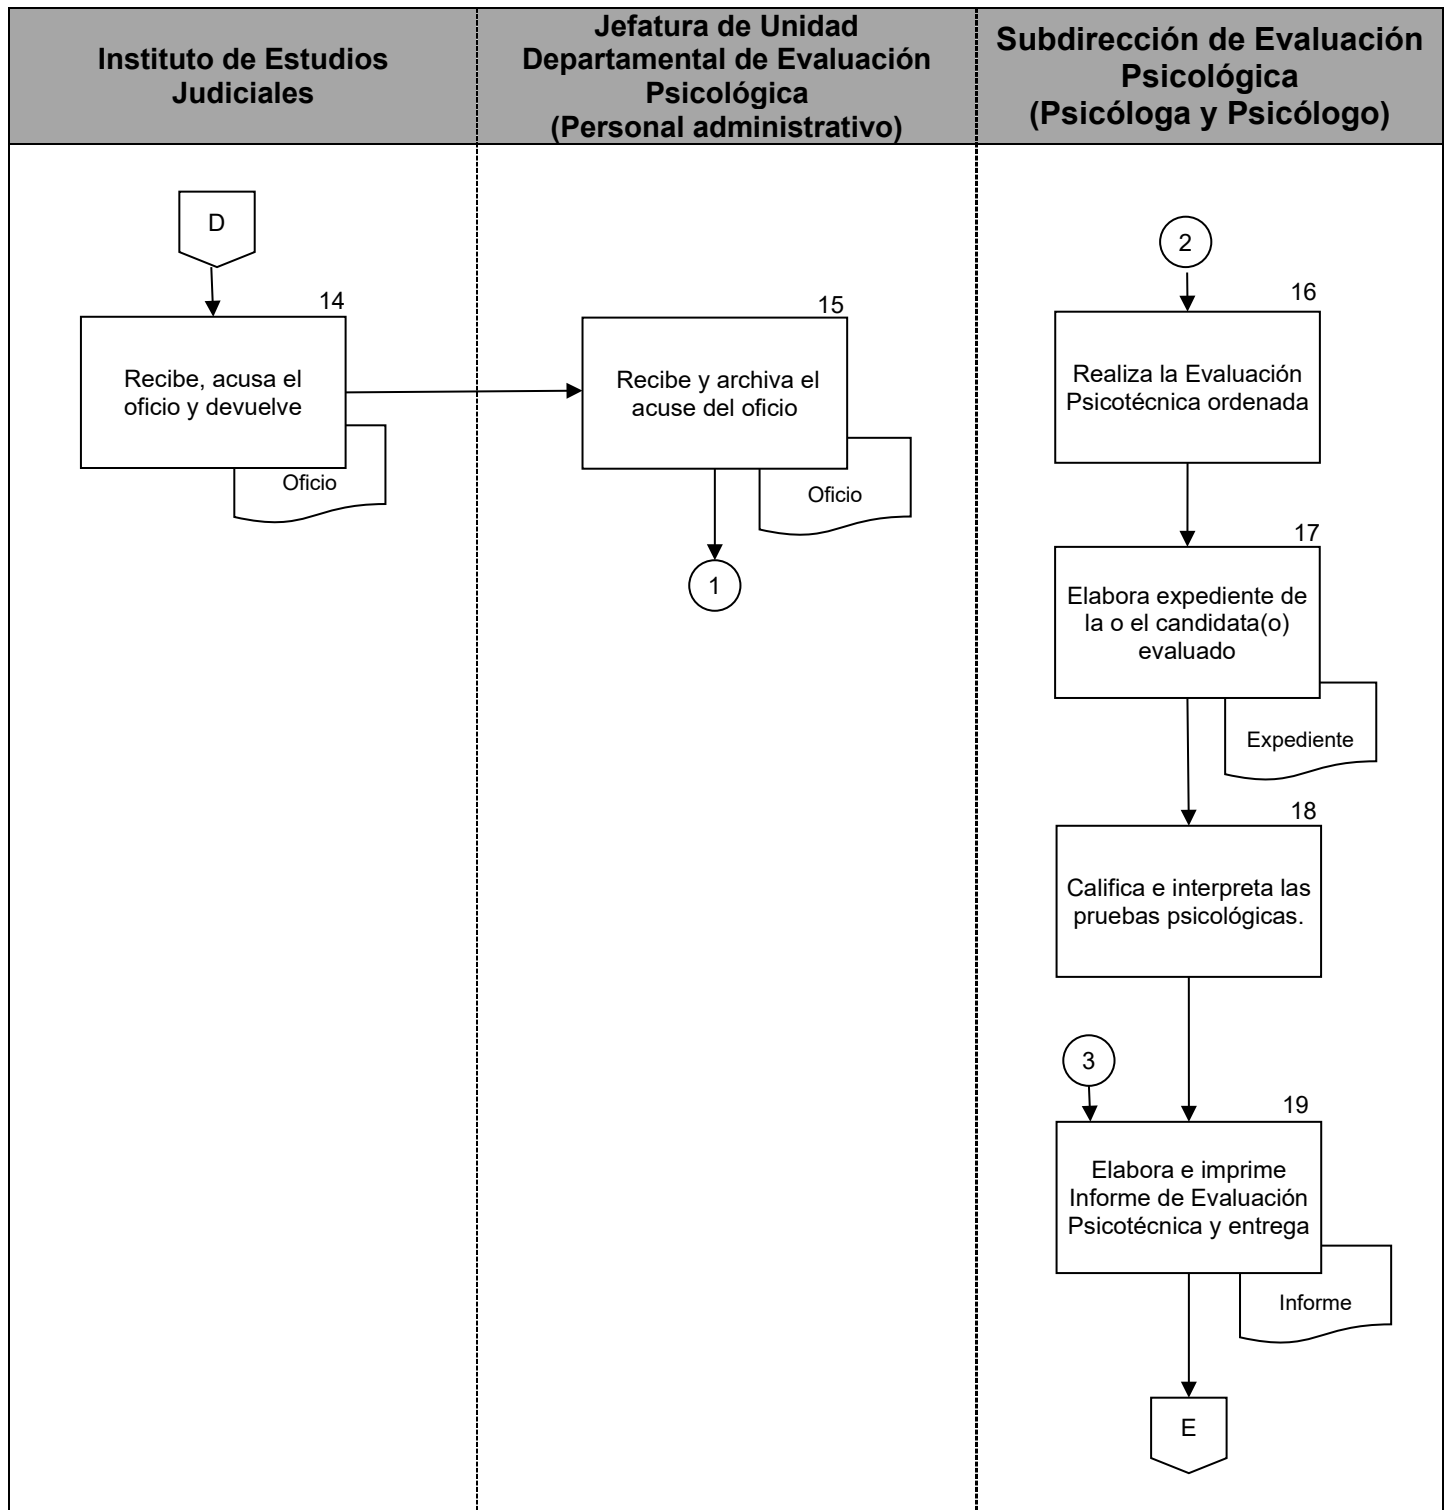 Instituto de Estudios
Judiciales
Jefatura de Unidad
Departamental de Evaluación
Psicológica
(Personal administrativo)
Subdirección de Evaluación
Psicológica
(Psicóloga y Psicólogo)
D
14
Recibe, acusa el
oficio y devuelve
Oficio
15
Recibe y archiva el
acuse del oficio
Oficio
1
2
16
Realiza la Evaluación
Psicotécnica ordenada
17
Elabora expediente de
la o el candidata(o)
evaluado
Expediente
18
Califica e interpreta las
pruebas psicológicas.
3
19
Elabora e imprime
Informe de Evaluación
Psicotécnica y entrega
Informe
E